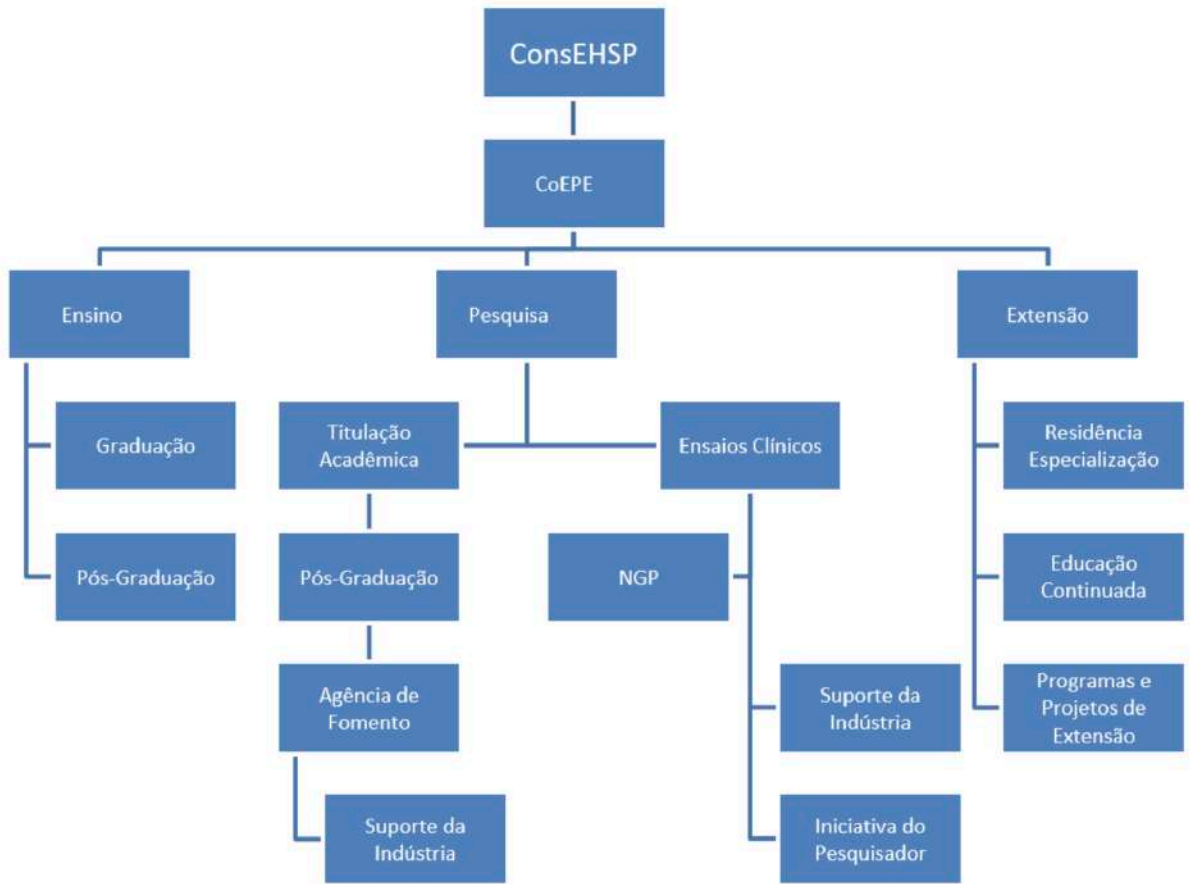 ConsEHSP
CoEPE
Ensino
Pesquisa
Extensão
Graduação
Titulação
Acadêmica
Ensaios Clínicos
Residência
Especialização
Pós-Graduação
Pós-Graduação
NGP
Educação
Continuada
Agência de
Fomento
Suporte da
Indústria
Programas e
Projetos de
Extensão
Suporte da
Indústria
Iniciativa do
Pesquisador